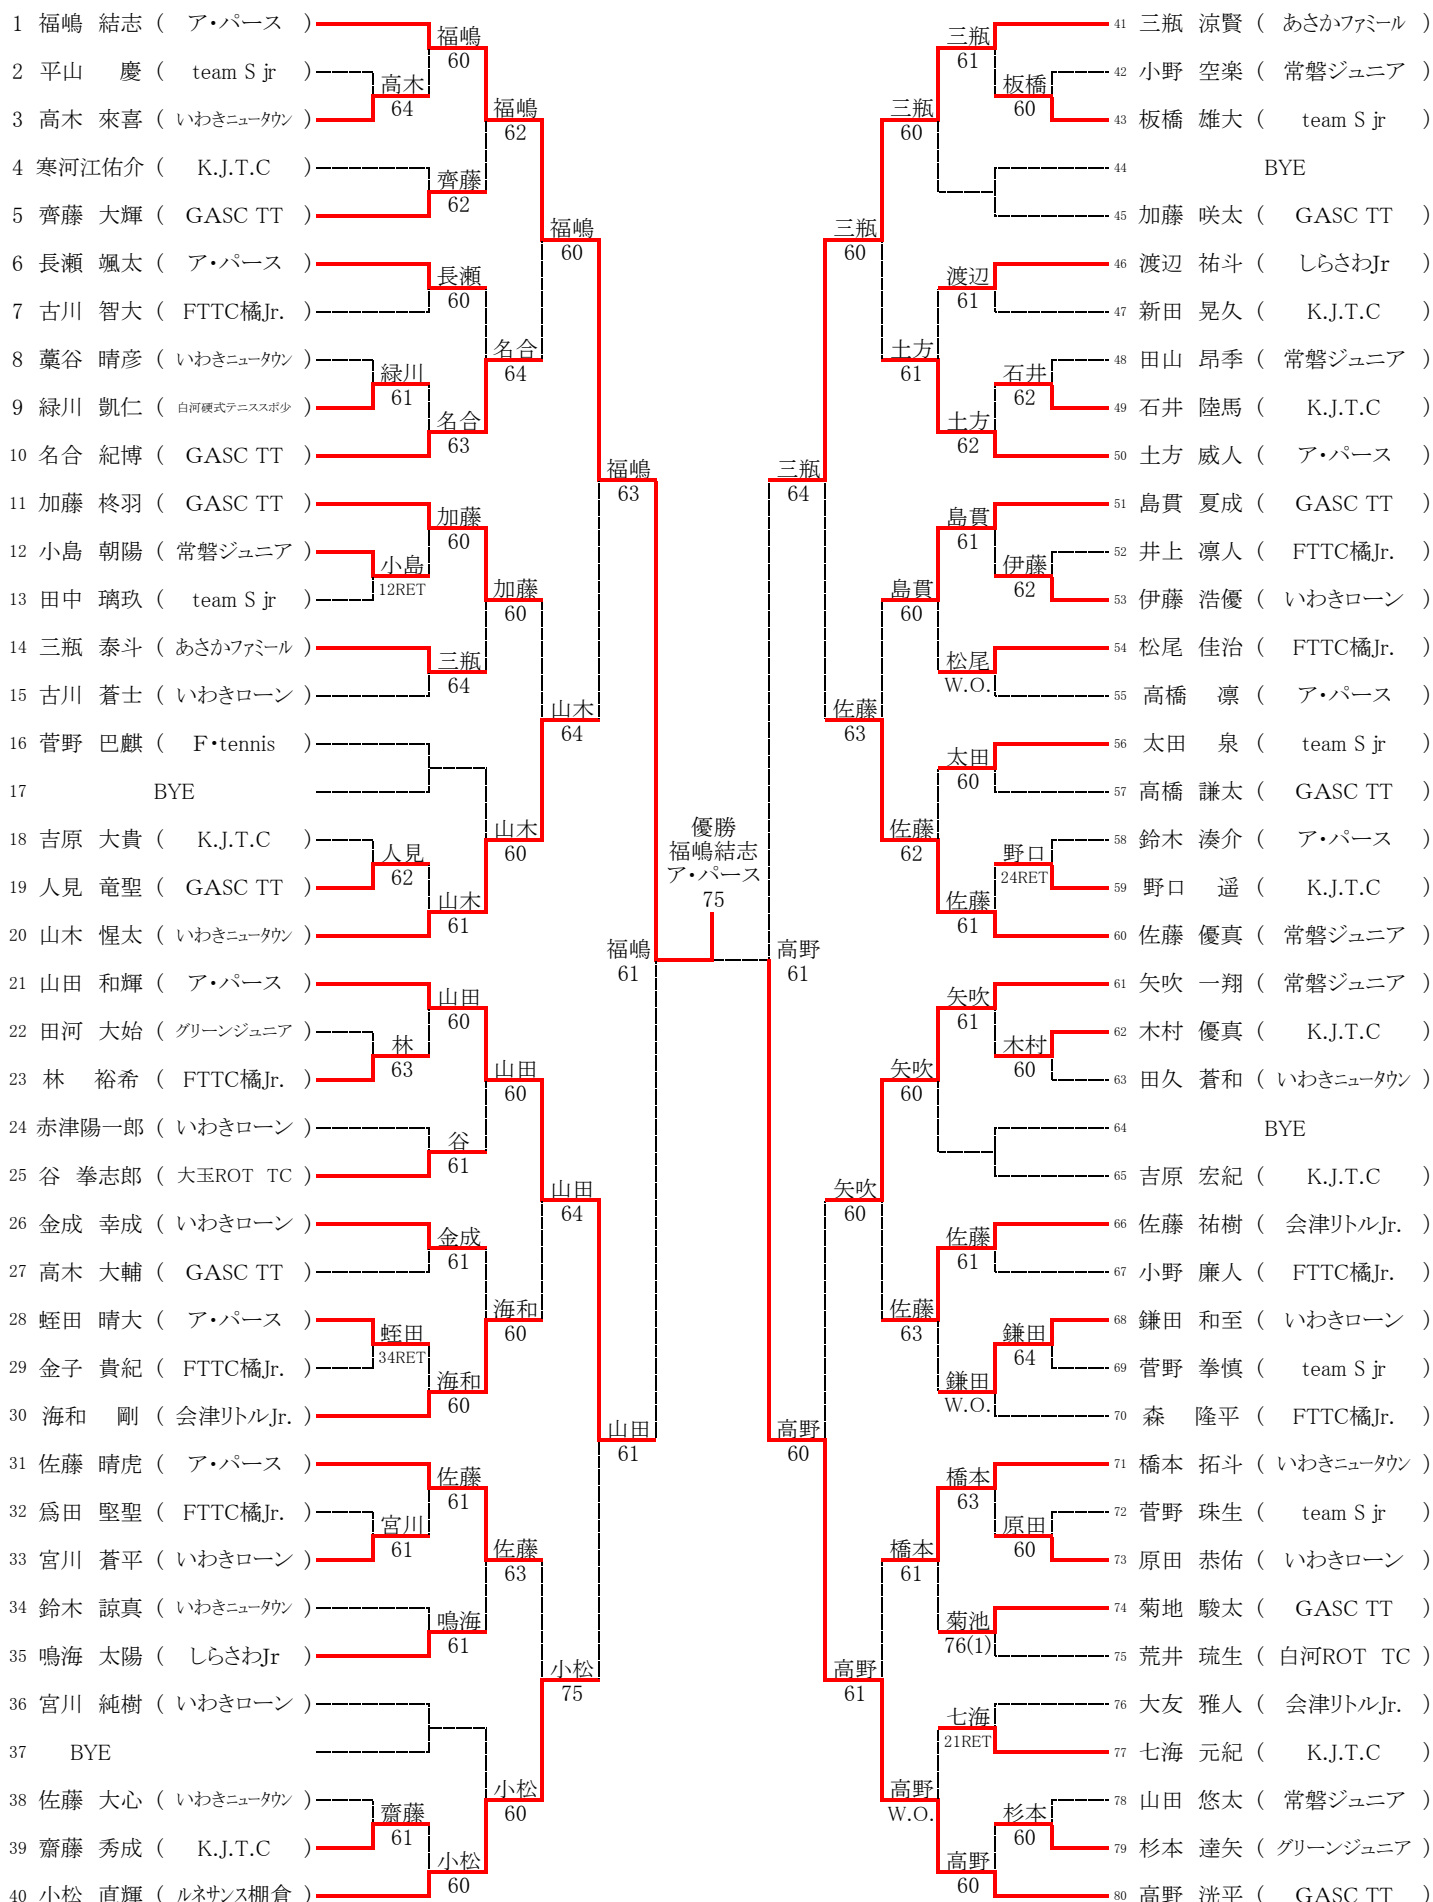 1 福嶋 結志 ( ア・パース )
2 平山 慶 ( team S jr )
3 高木 來喜 ( いわきニュータウン )
4 寒河江佑介 ( K.J.T.C )
5 齊藤 大輝 ( GASC TT )
6 長瀬 颯太 ( ア・パース )
7 古川 智大 ( FTTC橘Jr. )
8 藁谷 晴彦 ( いわきニュータウン )
9 緑川 凱仁 ( 白河硬式テニススポ少 )
10 名合 紀博 ( GASC TT )
11 加藤 柊羽 ( GASC TT )
12 小島 朝陽 ( 常磐ジュニア )
13 田中 璃玖 ( team S jr )
14 三瓶 泰斗 ( あさかファミール )
15 古川 蒼士 ( いわきローン )
16 菅野 巴麒 ( F・tennis )
17 BYE
18 吉原 大貴 ( K.J.T.C )
19 人見 竜聖 ( GASC TT )
20 山木 惺太 ( いわきニュータウン )
21 山田 和輝 ( ア・パース )
22 田河 大始 ( グリーンジュニア )
23 林 裕希 ( FTTC橘Jr. )
24 赤津陽一郎 ( いわきローン )
25 谷 拳志郎 ( 大玉ROT TC )
26 金成 幸成 ( いわきローン )
27 高木 大輔 ( GASC TT )
28 蛭田 晴大 ( ア・パース )
29 金子 貴紀 ( FTTC橘Jr. )
30 海和 剛 ( 会津リトルJr. )
31 佐藤 晴虎 ( ア・パース )
32 爲田 堅聖 ( FTTC橘Jr. )
33 宮川 蒼平 ( いわきローン )
34 鈴木 諒真 ( いわきニュータウン )
35 鳴海 太陽 ( しらさわJr )
36 宮川 純樹 ( いわきローン )
37 BYE
38 佐藤 大心 ( いわきニュータウン )
39 齋藤 秀成 ( K.J.T.C )
40 小松 直輝 ( ルネサンス棚倉 )
高木
64
緑川
61
小島
12RET
人見
62
林
63
蛭田
34RET
宮川
61
齋藤
61
福嶋
60
齊藤
62
長瀬
60
名合
63
加藤
60
三瓶
64
山木
61
山田
60
谷
61
金成
61
海和
60
佐藤
61
鳴海
61
小松
60
福嶋
62
名合
64
加藤
60
山木
60
山田
60
海和
60
佐藤
63
小松
60
福嶋
60
山木
64
山田
64
小松
75
福嶋
63
山田
61
福嶋
61
優勝
福嶋結志
ア・パース
75
高野
61
三瓶
64
高野
60
三瓶
60
佐藤
63
矢吹
60
高野
61
三瓶
60
土方
61
島貫
60
佐藤
62
矢吹
60
佐藤
63
橋本
61
高野
W.O.
三瓶
61
渡辺
61
土方
62
島貫
61
松尾
W.O.
太田
60
佐藤
61
矢吹
61
佐藤
61
鎌田
W.O.
橋本
63
菊池
76(1)
七海
21RET
高野
60
板橋
60
石井
62
伊藤
62
野口
24RET
木村
60
鎌田
64
原田
60
杉本
60
41 三瓶 涼賢 ( あさかファミール )
42 小野 空楽 ( 常磐ジュニア )
43 板橋 雄大 ( team S jr )
44 BYE
45 加藤 咲太 ( GASC TT )
46 渡辺 祐斗 ( しらさわJr )
47 新田 晃久 ( K.J.T.C )
48 田山 昂季 ( 常磐ジュニア )
49 石井 陸馬 ( K.J.T.C )
50 土方 威人 ( ア・パース )
51 島貫 夏成 ( GASC TT )
52 井上 凛人 ( FTTC橘Jr. )
53 伊藤 浩優 ( いわきローン )
54 松尾 佳治 ( FTTC橘Jr. )
55 高橋 凛 ( ア・パース )
56 太田 泉 ( team S jr )
57 高橋 謙太 ( GASC TT )
58 鈴木 湊介 ( ア・パース )
59 野口 遥 ( K.J.T.C )
60 佐藤 優真 ( 常磐ジュニア )
61 矢吹 一翔 ( 常磐ジュニア )
62 木村 優真 ( K.J.T.C )
63 田久 蒼和 ( いわきニュータウン )
64 BYE
65 吉原 宏紀 ( K.J.T.C )
66 佐藤 祐樹 ( 会津リトルJr. )
67 小野 廉人 ( FTTC橘Jr. )
68 鎌田 和至 ( いわきローン )
69 菅野 拳慎 ( team S jr )
70 森 隆平 ( FTTC橘Jr. )
71 橋本 拓斗 ( いわきニュータウン )
72 菅野 珠生 ( team S jr )
73 原田 恭佑 ( いわきローン )
74 菊地 駿太 ( GASC TT )
75 荒井 琉生 ( 白河ROT TC )
76 大友 雅人 ( 会津リトルJr. )
77 七海 元紀 ( K.J.T.C )
78 山田 悠太 ( 常磐ジュニア )
79 杉本 達矢 ( グリーンジュニア )
80 高野 洸平 ( GASC TT )